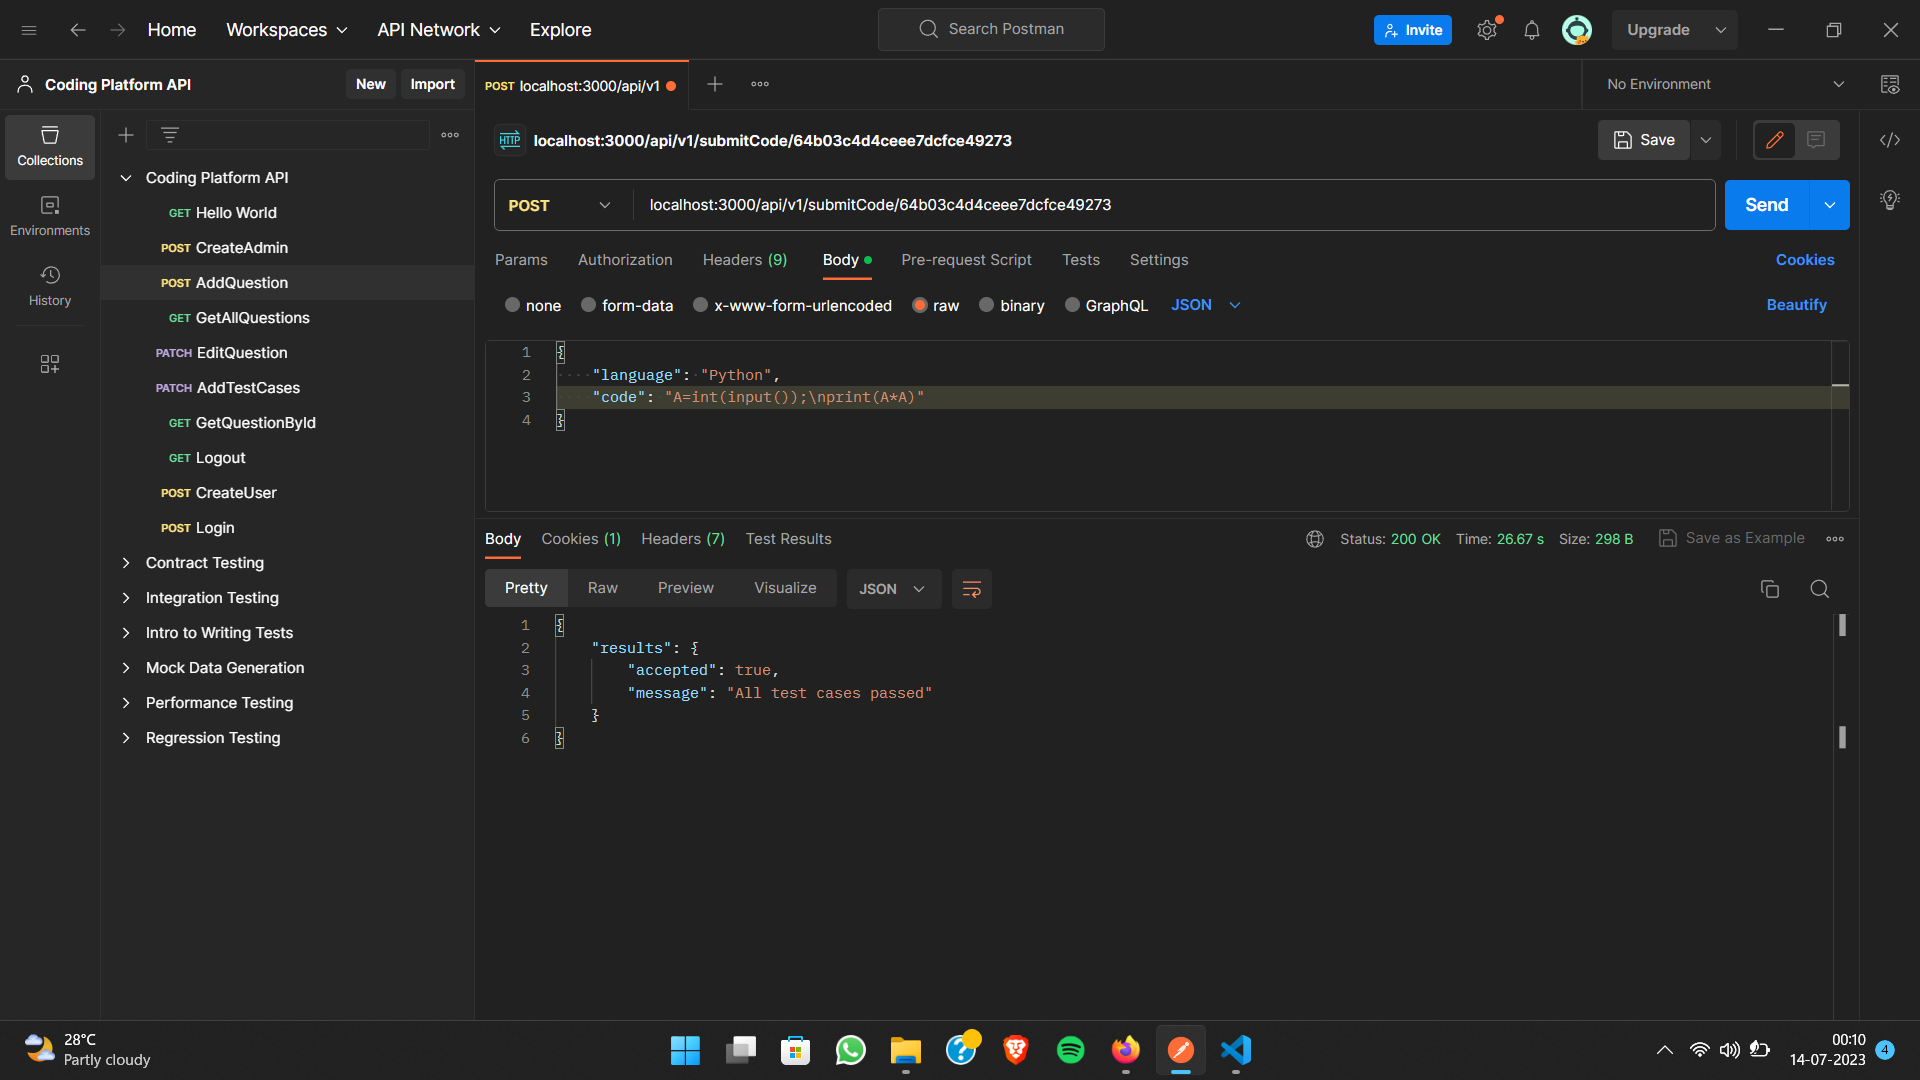 Home Workspaces API Network Explore Search Postman Invite Upgrade
Coding Platform API New Import POST localhost:3000/api/v1 No Environment
Collections
Environments
History
Coding Platform API
GET Hello World
POST CreateAdmin
POST AddQuestion
GET GetAllQuestions
PATCH EditQuestion
PATCH AddTestCases
GET GetQuestionById
GET Logout
POST CreateUser
POST Login
Contract Testing
Integration Testing
Intro to Writing Tests
Mock Data Generation
Performance Testing
Regression Testing
HTTP localhost:3000/api/v1/submitCode/64b03c4d4ceee7dcfce49273 Save
POST localhost:3000/api/v1/submitCode/64b03c4d4ceee7dcfce49273 Send
Params Authorization Headers (9) Body Pre-request Script Tests Settings Cookies
none form-data x-www-form-urlencoded raw binary GraphQL JSON Beautify
1 {
2 "language": "Python",
3 "code": "A=int(input());\nprint(A*A)"
4 }
Body Cookies (1) Headers (7) Test Results Status: 200 OK Time: 26.67 s Size: 298 B Save as Example
Pretty Raw Preview Visualize JSON
1 {
2 "results": {
3 "accepted": true,
4 "message": "All test cases passed"
5 }
6 }
28°C
Partly cloudy
00:10
14-07-2023 4